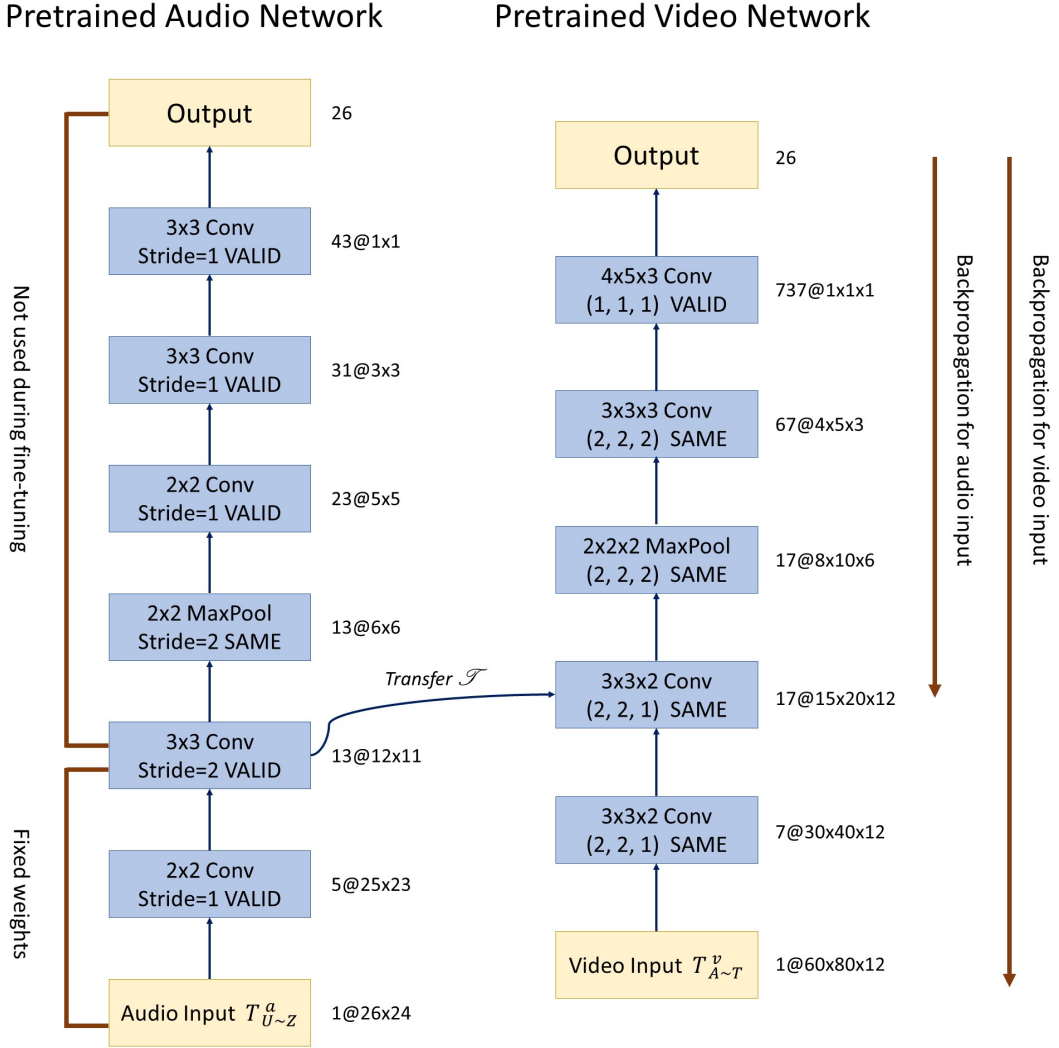 Pretrained Audio Network
Output
26
3x3 Conv
Stride=1 VALID
43@1x1
3x3 Conv
Stride=1 VALID
31@3x3
2x2 Conv
Stride=1 VALID
23@5x5
2x2 MaxPool
Stride=2 SAME
13@6x6
3x3 Conv
Stride=2 VALID
13@12x11
2x2 Conv
Stride=1 VALID
5@25x23
Audio Input T^a_{U~Z}
1@26x24
Not used during fine-tuning
Fixed weights
Transfer 𝒯
Pretrained Video Network
Output
26
4x5x3 Conv
(1, 1, 1) VALID
737@1x1x1
3x3x3 Conv
(2, 2, 2) SAME
67@4x5x3
2x2x2 MaxPool
(2, 2, 2) SAME
17@8x10x6
3x3x2 Conv
(2, 2, 1) SAME
17@15x20x12
3x3x2 Conv
(2, 2, 1) SAME
7@30x40x12
Video Input T^v_{A~T}
1@60x80x12
Backpropagation for audio input
Backpropagation for video input